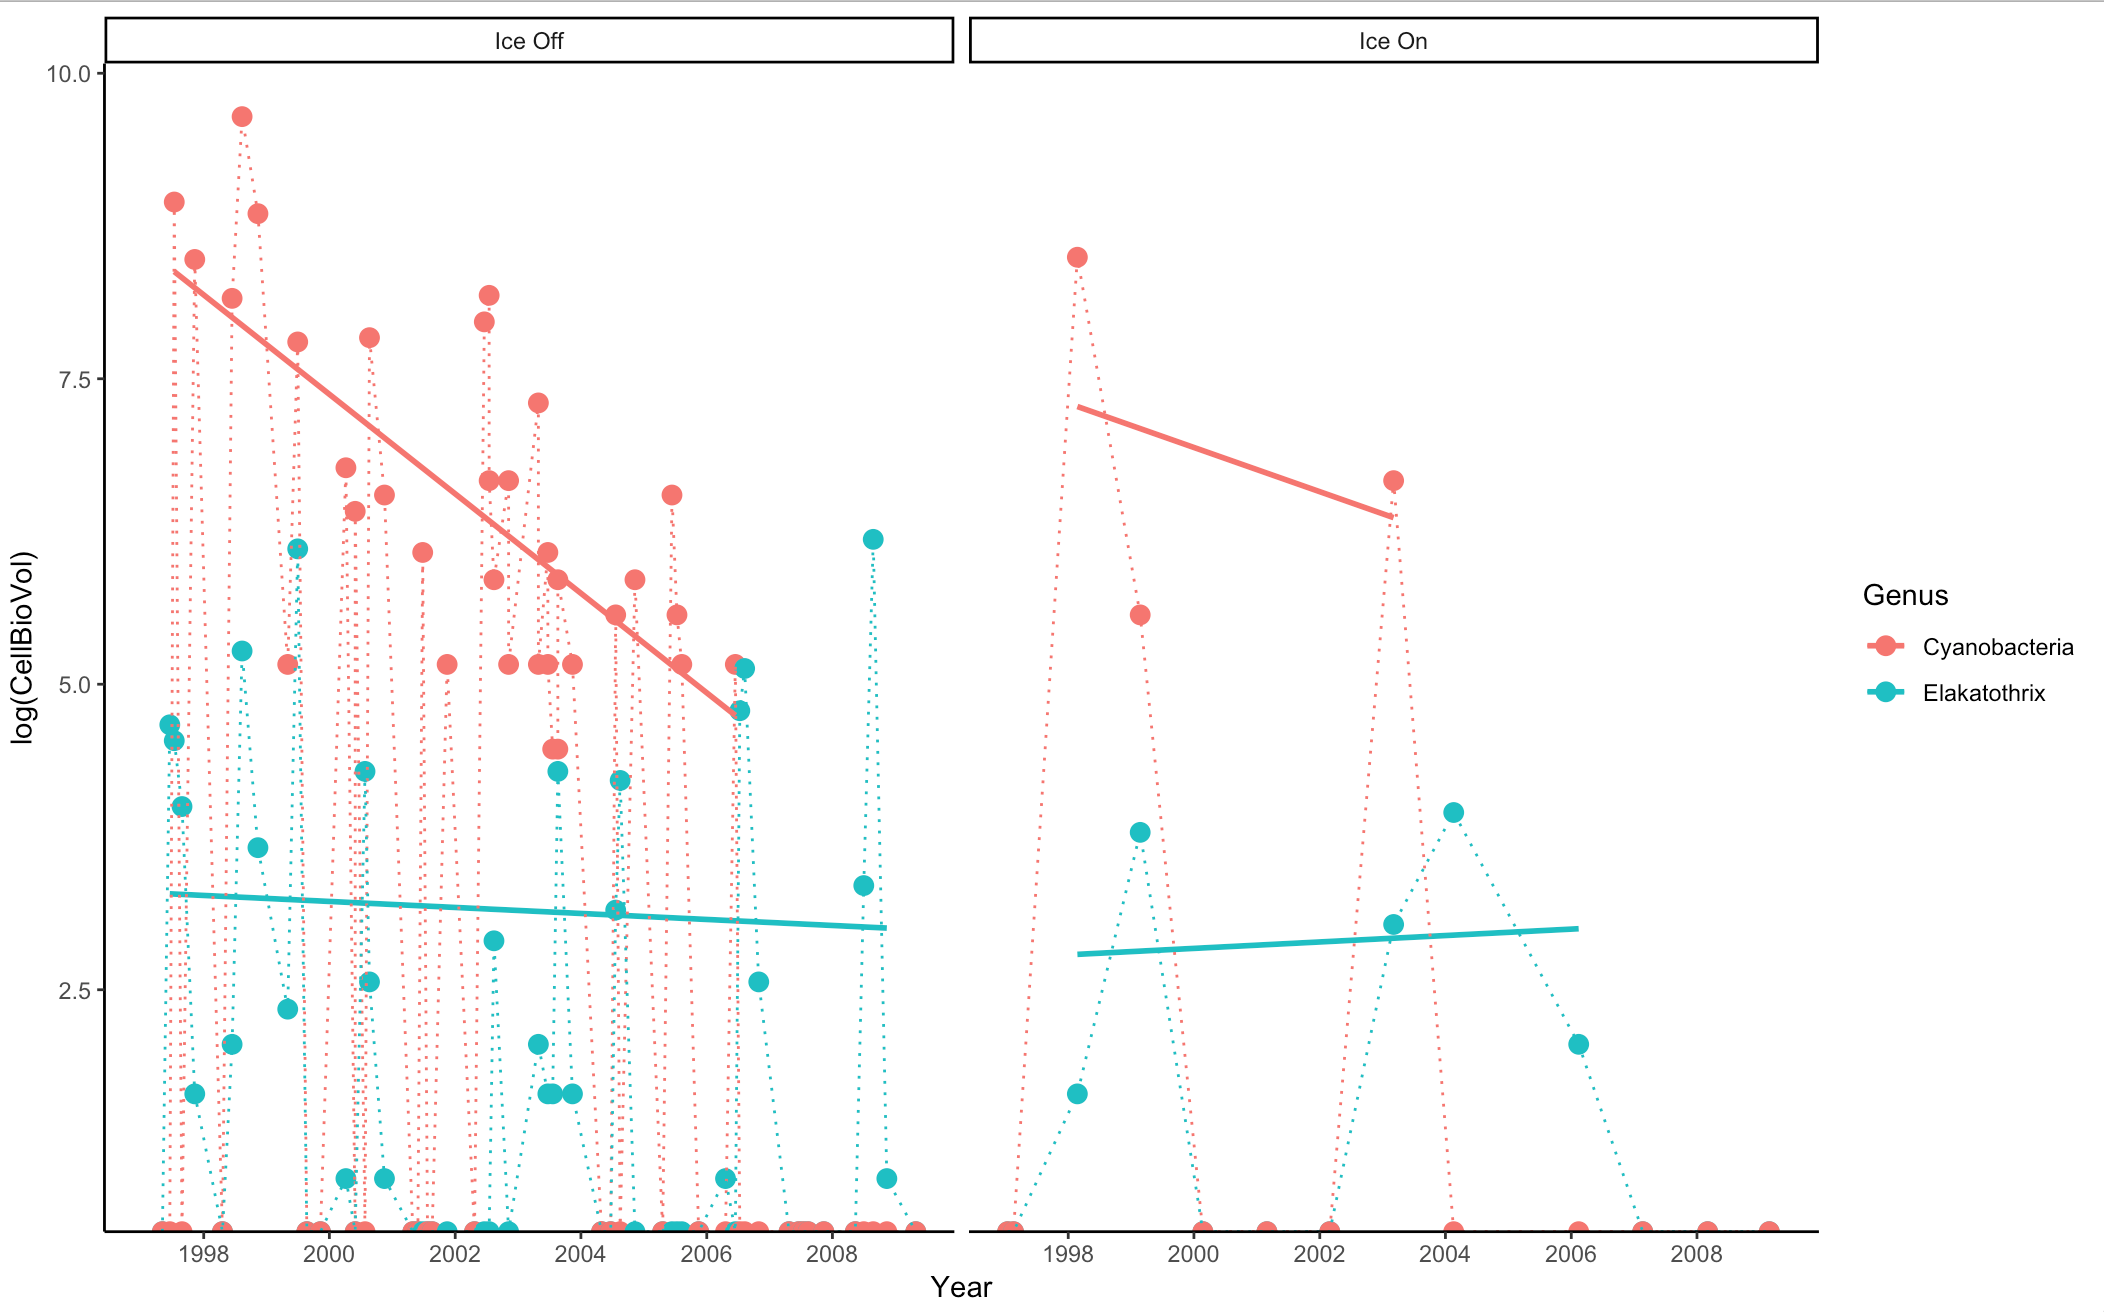 Ice Off
Ice On
10.0
7.5
5.0
2.5
log(CellBioVol)
1998 2000 2002 2004 2006 2008
1998 2000 2002 2004 2006 2008
Year
Genus
Cyanobacteria
Elakatothrix